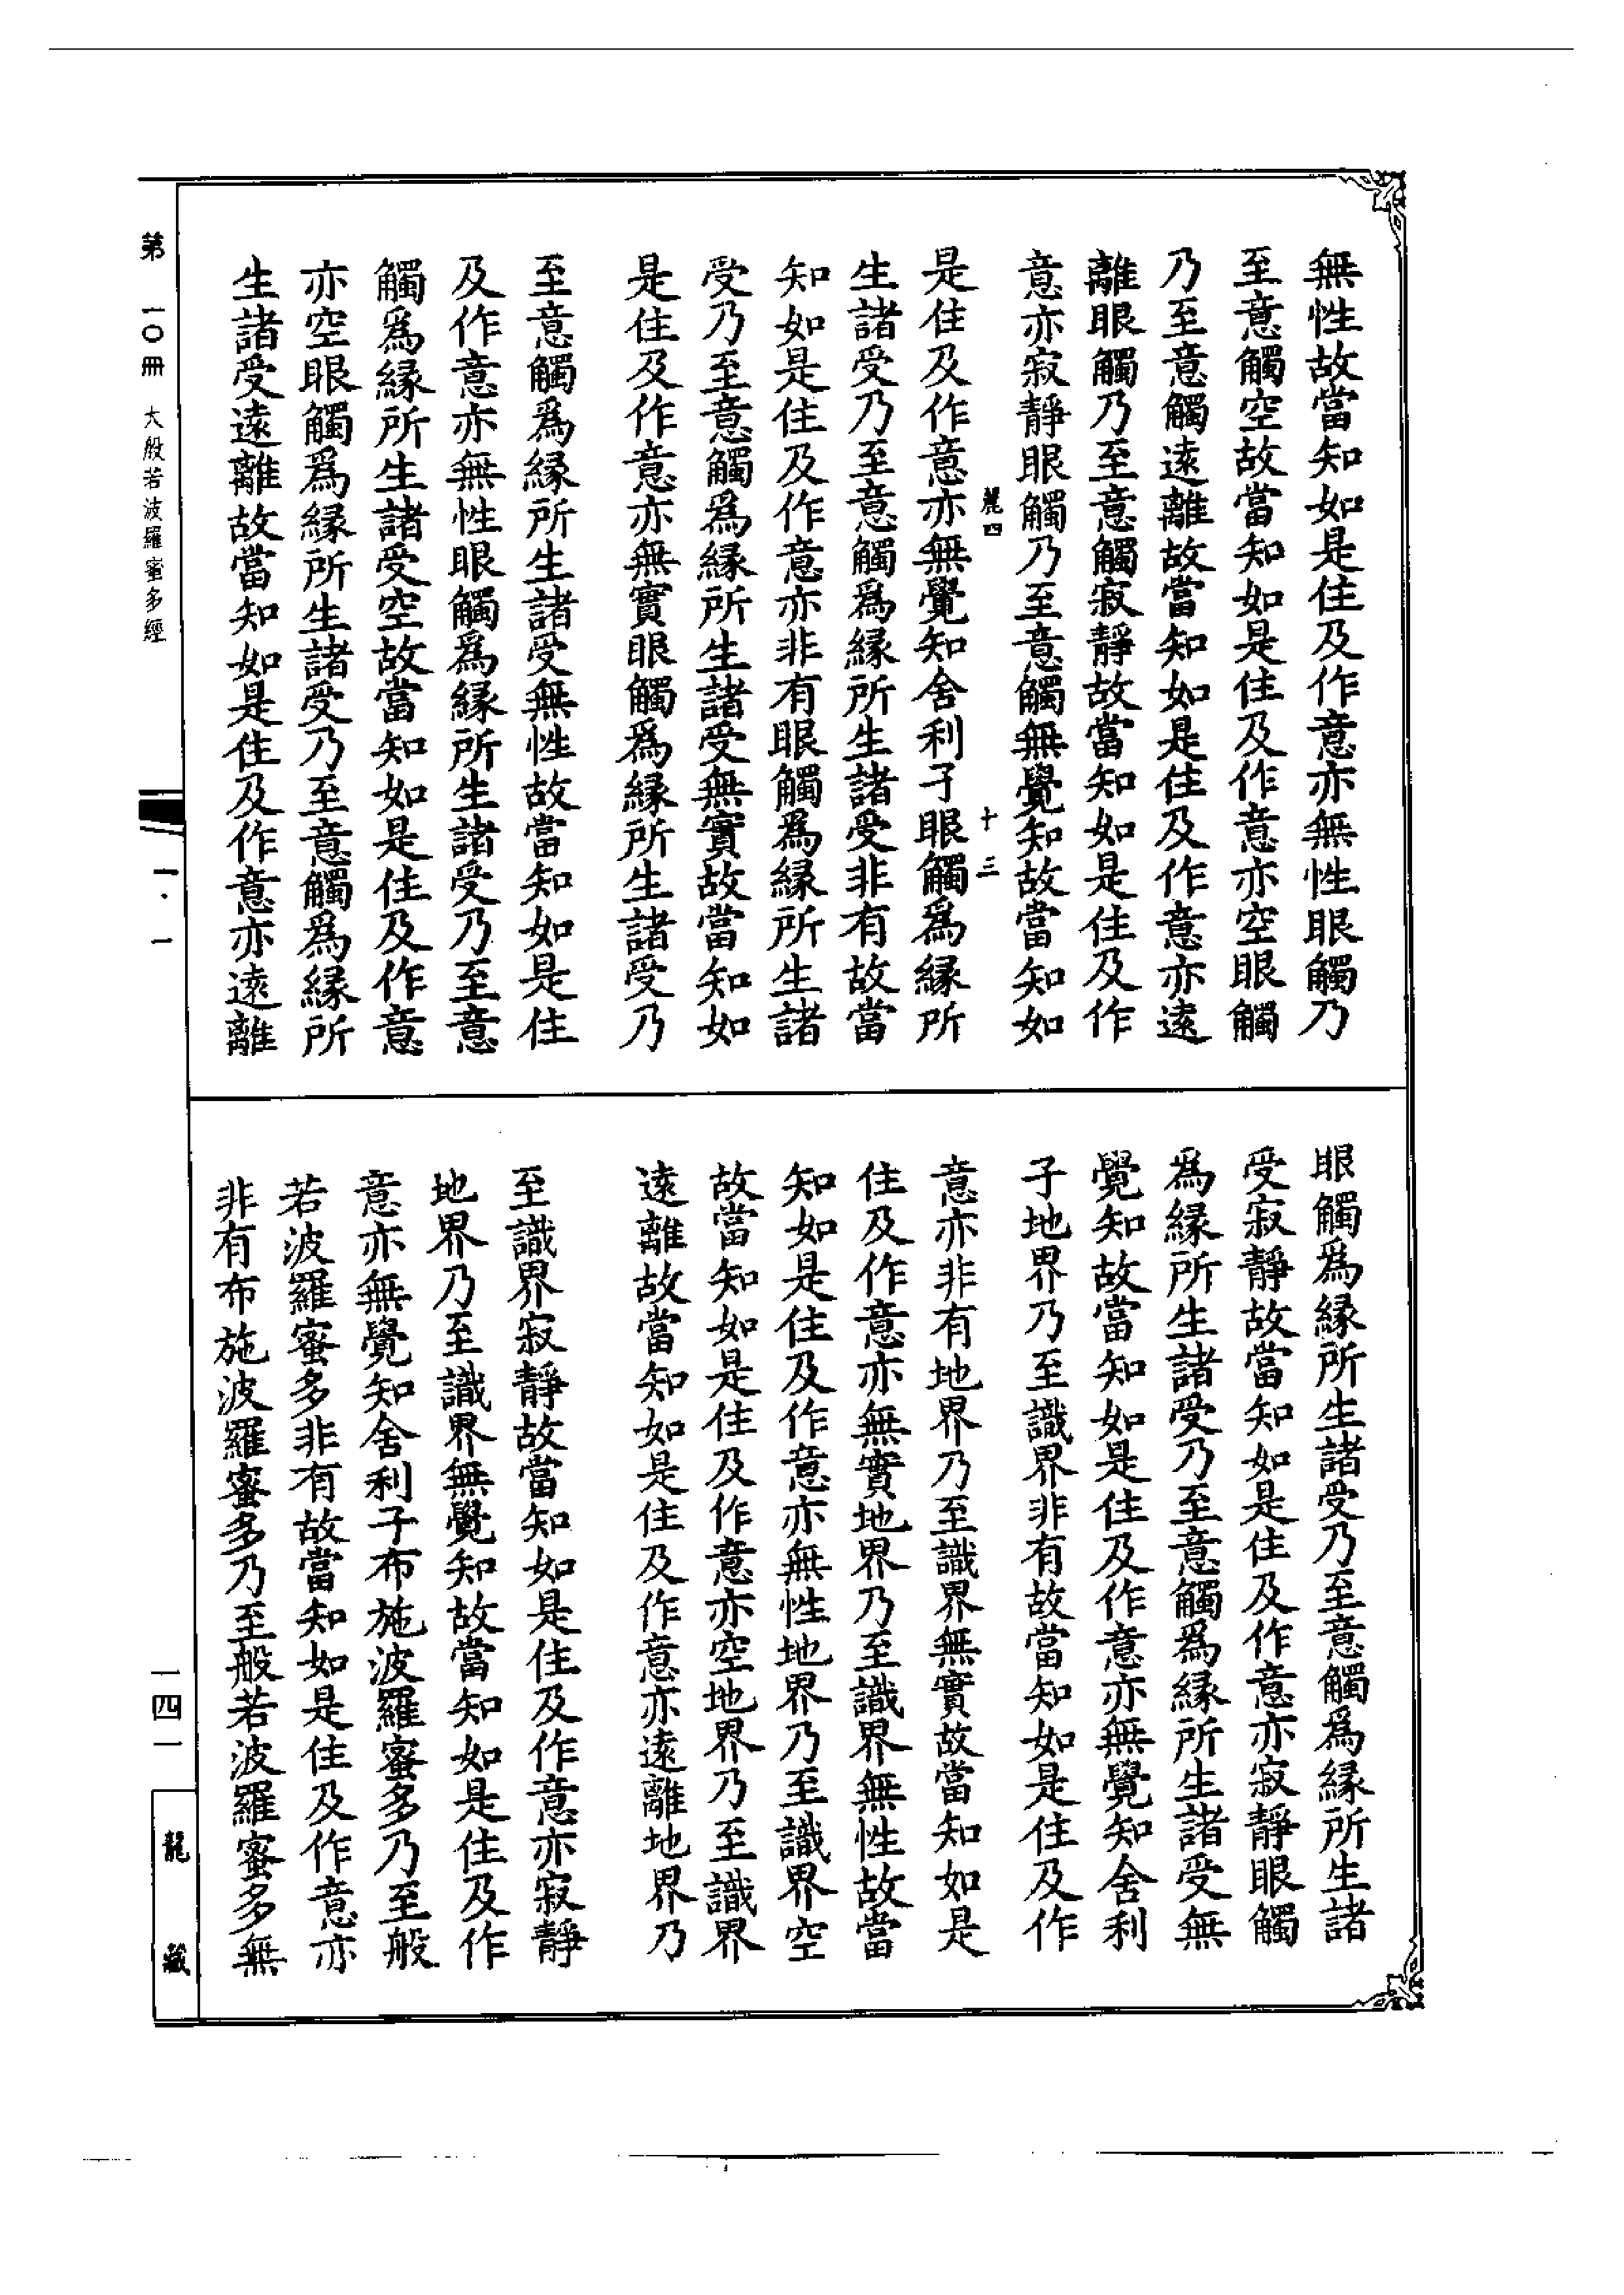 無性故當知如是住及作意亦無性眼觸乃
至意觸空故當知如是住及作意亦空眼觸
乃至意觸遠離故當知如是住及作意亦遠
離眼觸乃至意觸寂靜故當知如是住及作
意亦寂靜眼觸乃至意觸無覺知故當知如
麗四 十三
是住及作意亦無覺知舍利子眼觸爲緣所
生諸受乃至意觸爲緣所生諸受非有故當
知如是住及作意亦非有眼觸爲緣所生諸
受乃至意觸爲緣所生諸受無實故當知如
是住及作意亦無實眼觸爲緣所生諸受乃
至意觸爲緣所生諸受無性故當知如是住
及作意亦無性眼觸爲緣所生諸受乃至意
觸爲緣所生諸受空故當知如是住及作意
亦空眼觸爲緣所生諸受乃至意觸爲緣所
生諸受遠離故當知如是住及作意亦遠離
眼觸爲緣所生諸受乃至意觸爲緣所生諸
受寂靜故當知如是住及作意亦寂靜眼觸
爲緣所生諸受乃至意觸爲緣所生諸受無
覺知故當知如是住及作意亦無覺知舍利
子地界乃至識界非有故當知如是住及作
意亦非有地界乃至識界無實故當知如是
住及作意亦無實地界乃至識界無性故當
知如是住及作意亦無性地界乃至識界空
故當知如是住及作意亦空地界乃至識界
遠離故當知如是住及作意亦遠離地界乃
至識界寂靜故當知如是住及作意亦寂靜
地界乃至識界無覺知故當知如是住及作
意亦無覺知舍利子布施波羅蜜多乃至般
若波羅蜜多非有故當知如是住及作意亦
非有布施波羅蜜多乃至般若波羅蜜多無
第一〇冊 大般若波羅蜜多經
一·一
一四一
龍藏